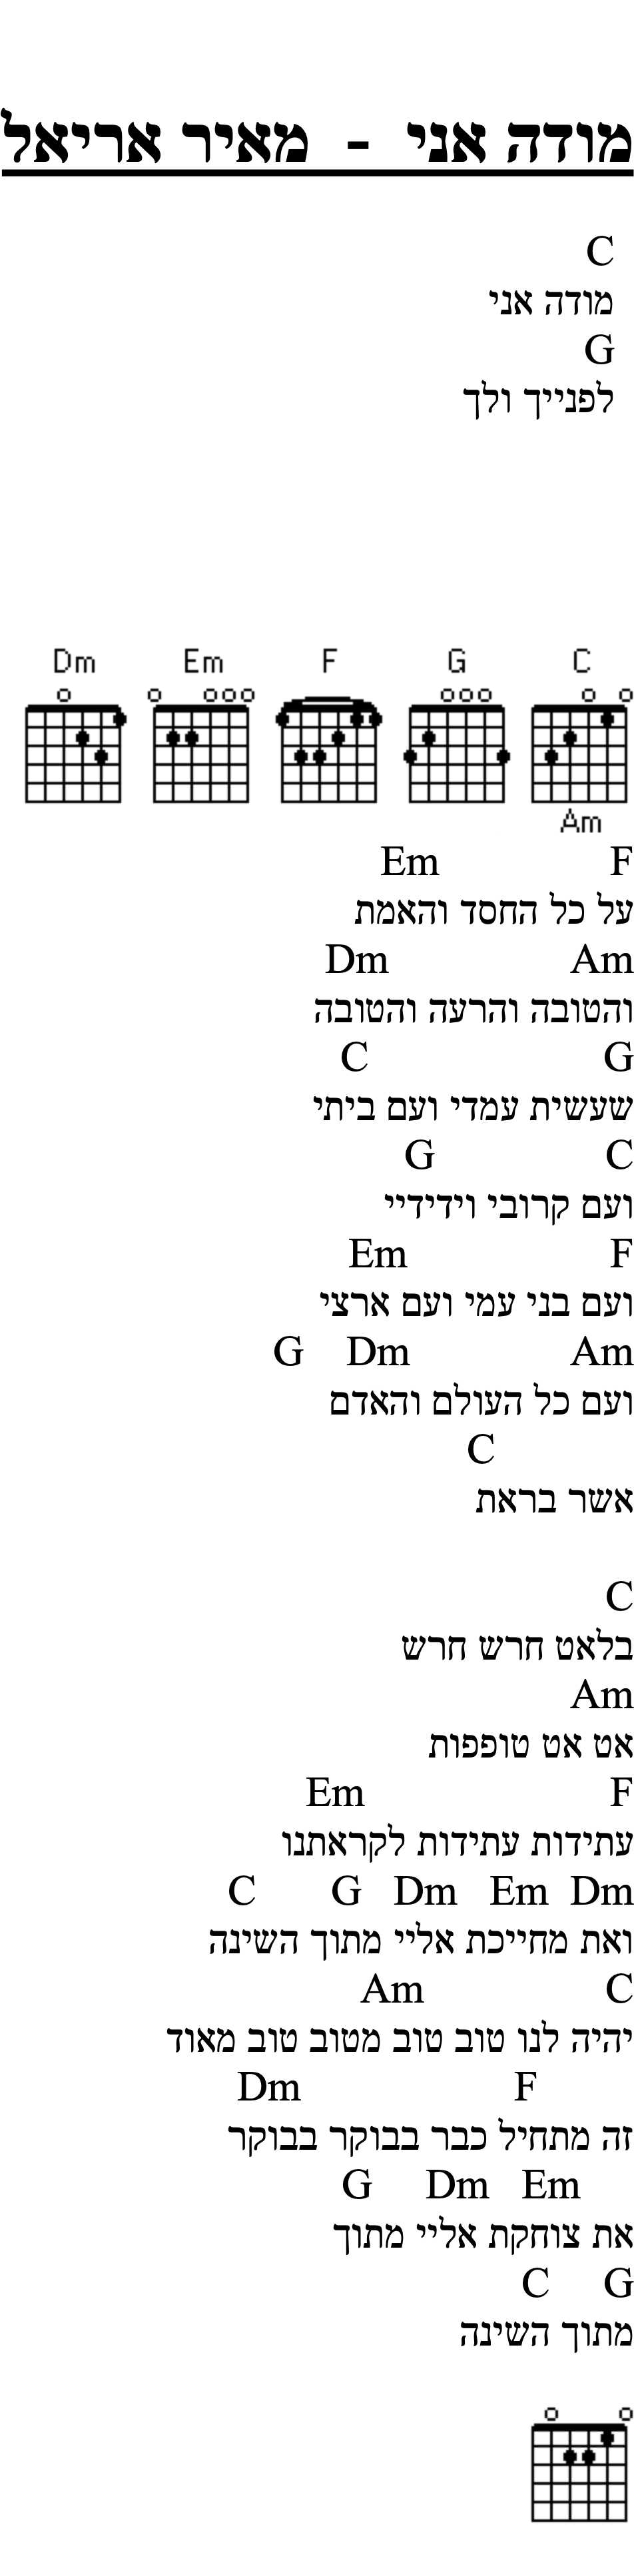 מודה אני - מאיר אריאל
C
מודה אני
G
לפנייך ולך
Dm Em F G C
Am
Em F
על כל החסד והאמת
Dm Am
והטובה והרעה והטובה
C G
שעשית עמדי ועם ביתי
G C
ועם קרובי וידידיי
Em F
ועם בני עמי ועם ארצי
G Dm Am
ועם כל העולם והאדם
C
אשר בראת
C
בלאט חרש חרש
Am
אט אט טופפות
Em F
עתידות עתידות לקראתנו
C G Dm Em Dm
ואת מחייכת אליי מתוך השינה
Am C
יהיה לנו טוב טוב מטוב טוב מאוד
Dm F
זה מתחיל כבר בבוקר בבוקר
G Dm Em
את צוחקת אליי מתוך
C G
מתוך השינה